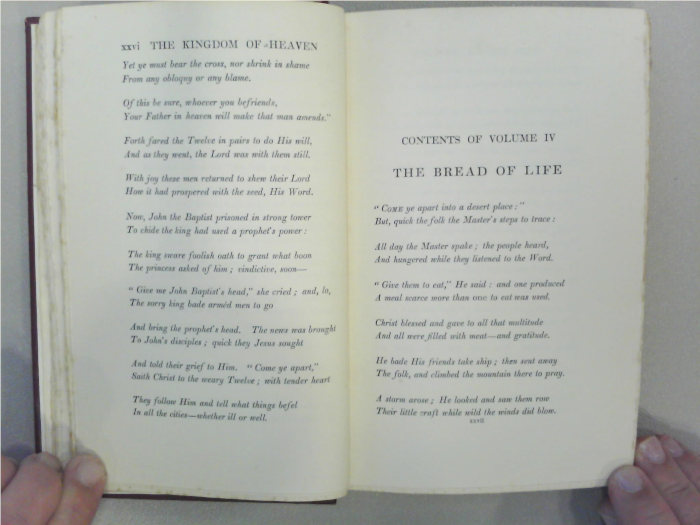 xxvi THE KINGDOM OF HEAVEN
Yet ye must bear the cross, nor shrink in shame
From any obloquy or any blame.
Of this be sure, whoever you befriends,
Your Father in heaven will make that man amends."
Forth fared the Twelve in pairs to do His will,
And as they went, the Lord was with them still.
With joy these men returned to shew their Lord
How it had prospered with the seed, His Word.
Now, John the Baptist prisoned in strong tower
To chide the king had used a prophet's power:
The king sware foolish oath to grant what boon
The princess asked of him; vindictive, soon—
"Give me John Baptist's head," she cried; and, lo,
The sorry king bade armèd men to go
And bring the prophet's head. The news was brought
To John's disciples; quick they Jesus sought
And told their grief to Him. "Come ye apart,"
Saith Christ to the weary Twelve; with tender heart
They follow Him and tell what things befel
In all the cities—whether ill or well.
CONTENTS OF VOLUME IV
THE BREAD OF LIFE
"COME ye apart into a desert place:"
But, quick the folk the Master's steps to trace:
All day the Master spake; the people heard,
And hungered while they listened to the Word.
"Give them to eat," He said: and one produced
A meal scarce more than one to eat was used.
Christ blessed and gave to all that multitude
And all were filled with meat—and gratitude.
He bade His friends take ship; then sent away
The folk, and climbed the mountain there to pray.
A storm arose; He looked and saw them row
Their little craft while wild the winds did blow.
xxvii